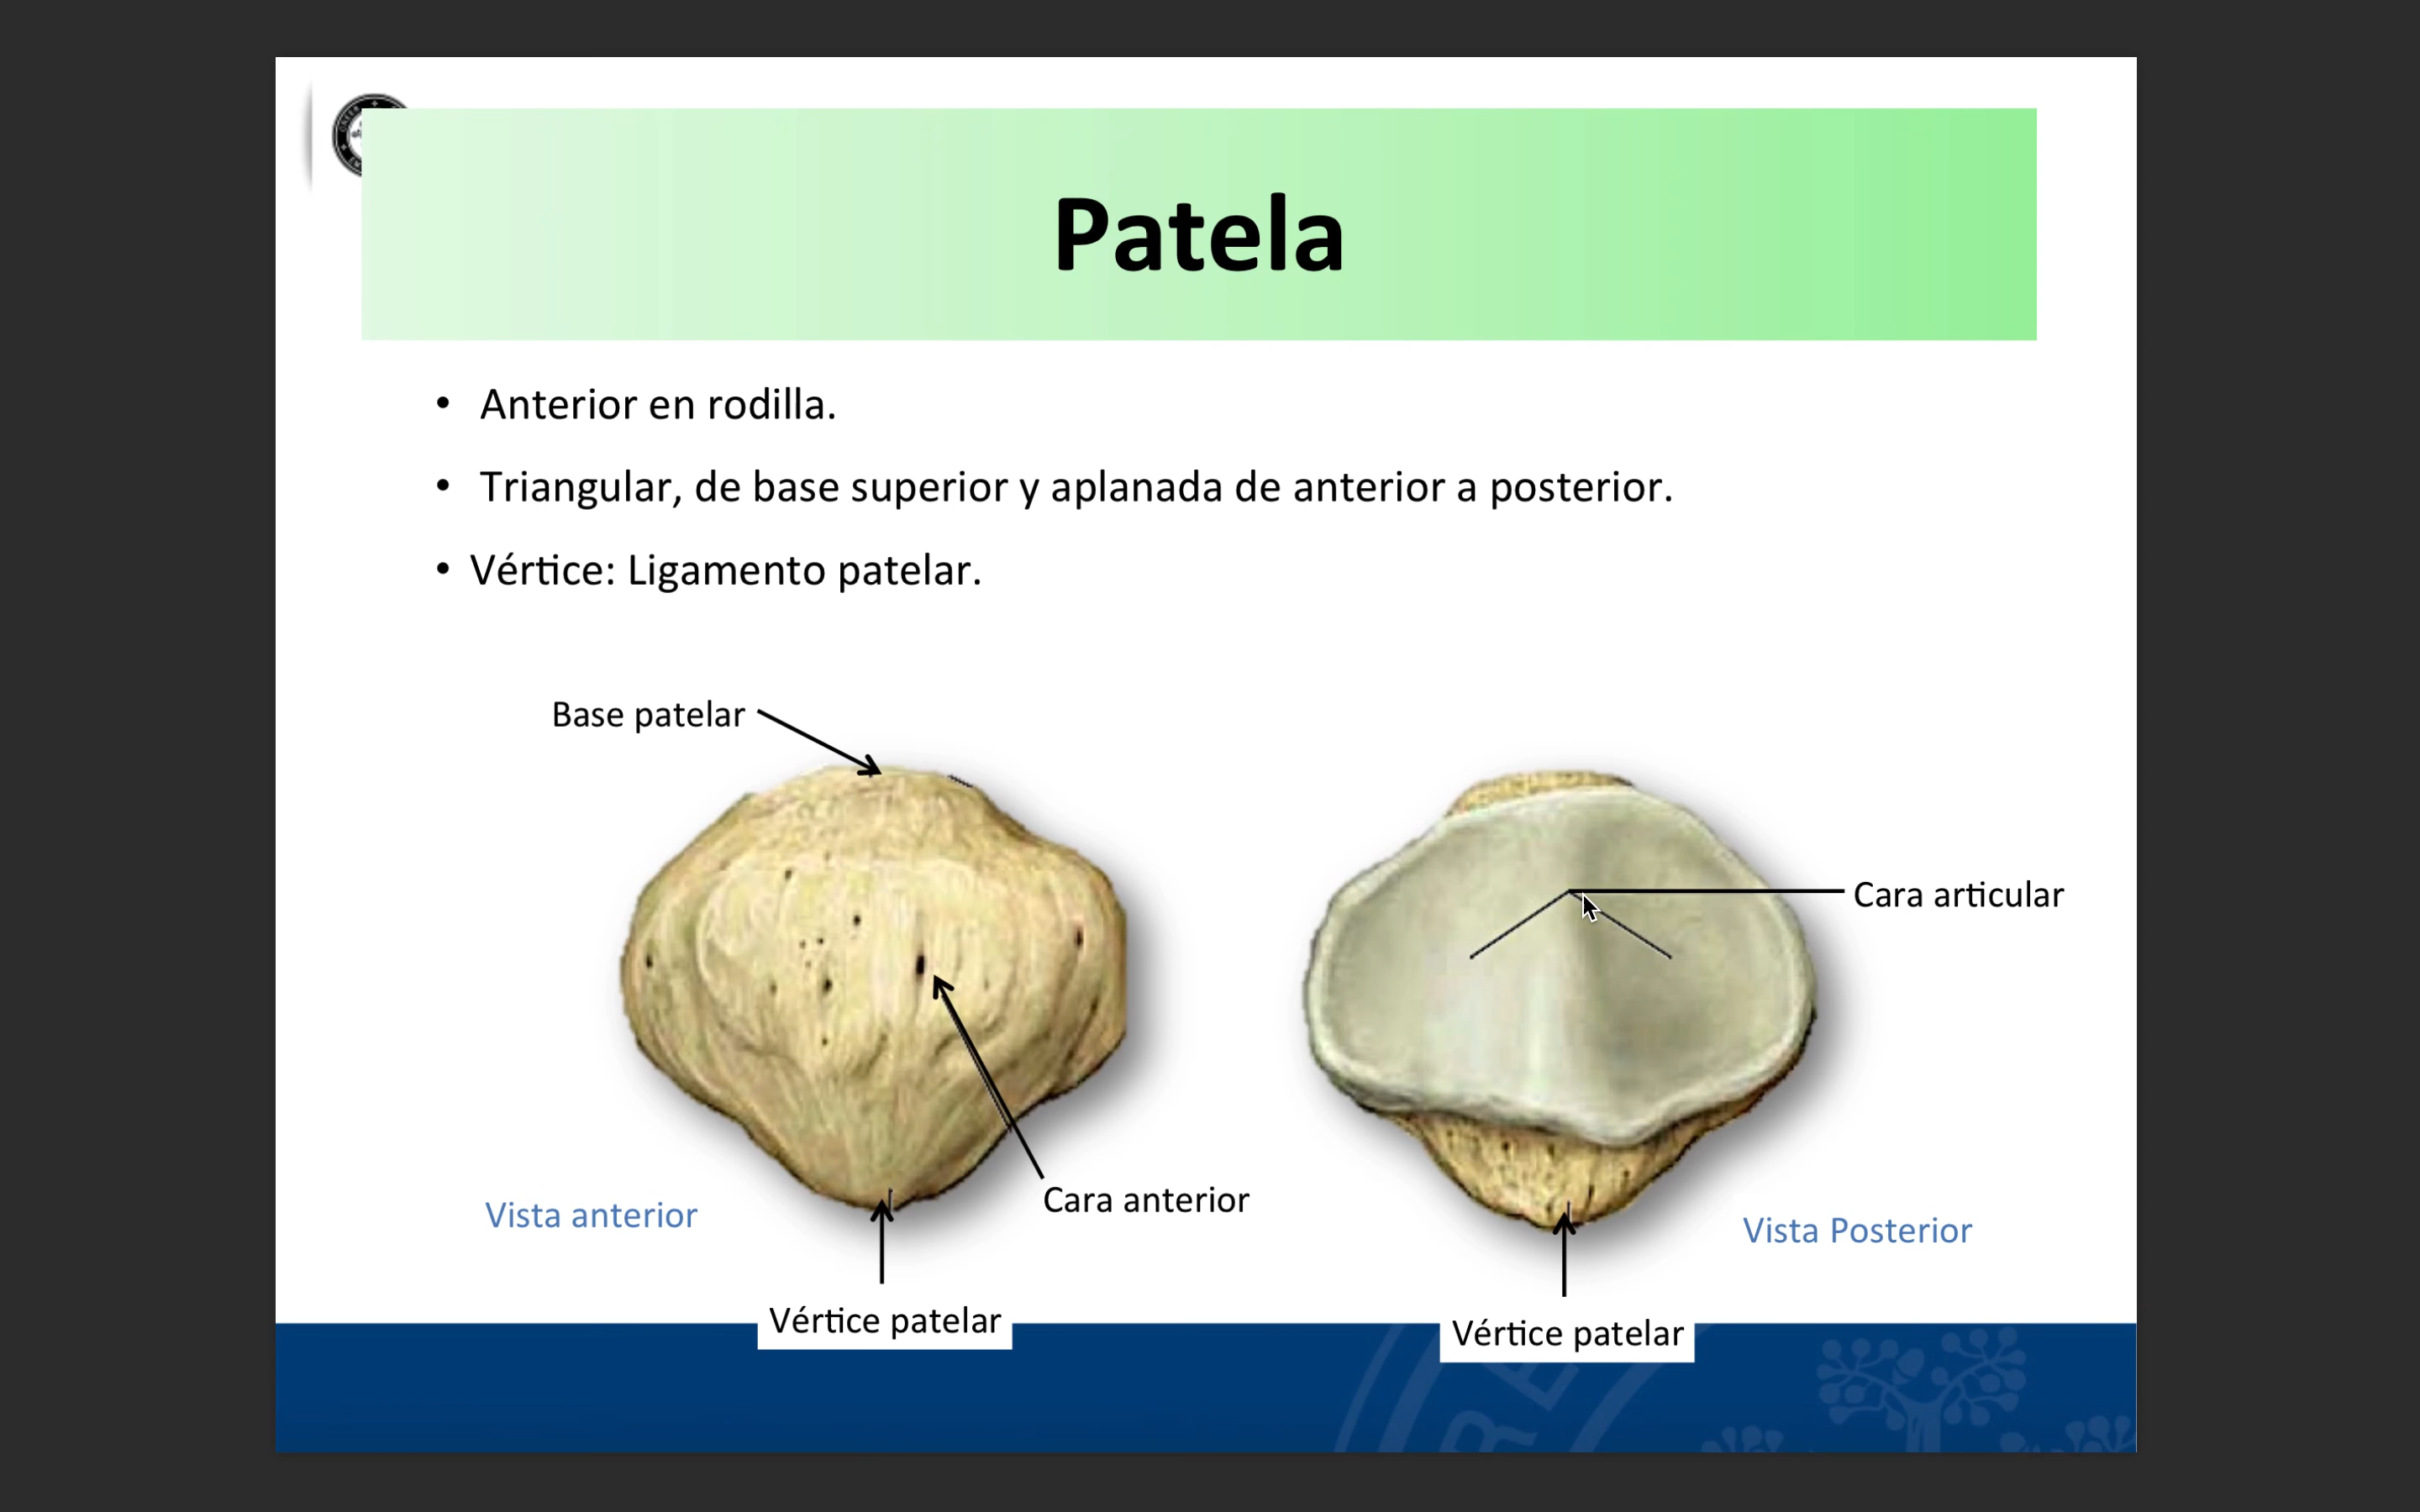 Patela
• Anterior en rodilla.
• Triangular, de base superior y aplanada de anterior a posterior.
• Vértice: Ligamento patelar.
Base patelar
Cara articular
Cara anterior
Vista anterior
Vista Posterior
Vértice patelar
Vértice patelar